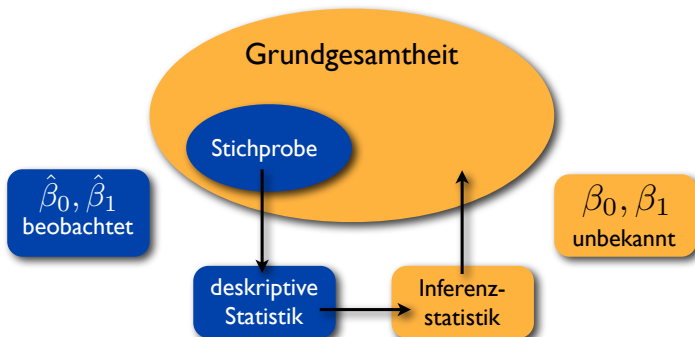 Grundgesamtheit
Stichprobe
β̂₀, β̂₁
beobachtet
β₀, β₁
unbekannt
deskriptive
Statistik
Inferenz-
statistik